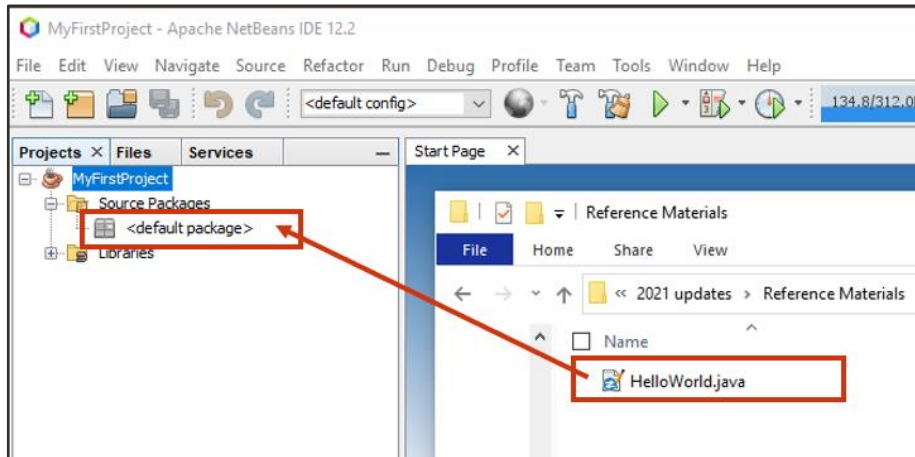 MyFirstProject - Apache NetBeans IDE 12.2
File Edit View Navigate Source Refactor Run Debug Profile Team Tools Window Help
<default config> 134.8/312.0
Projects Files Services Start Page
MyFirstProject
Source Packages
<default package>
Libraries
Reference Materials
File Home Share View
« 2021 updates > Reference Materials
Name
HelloWorld.java